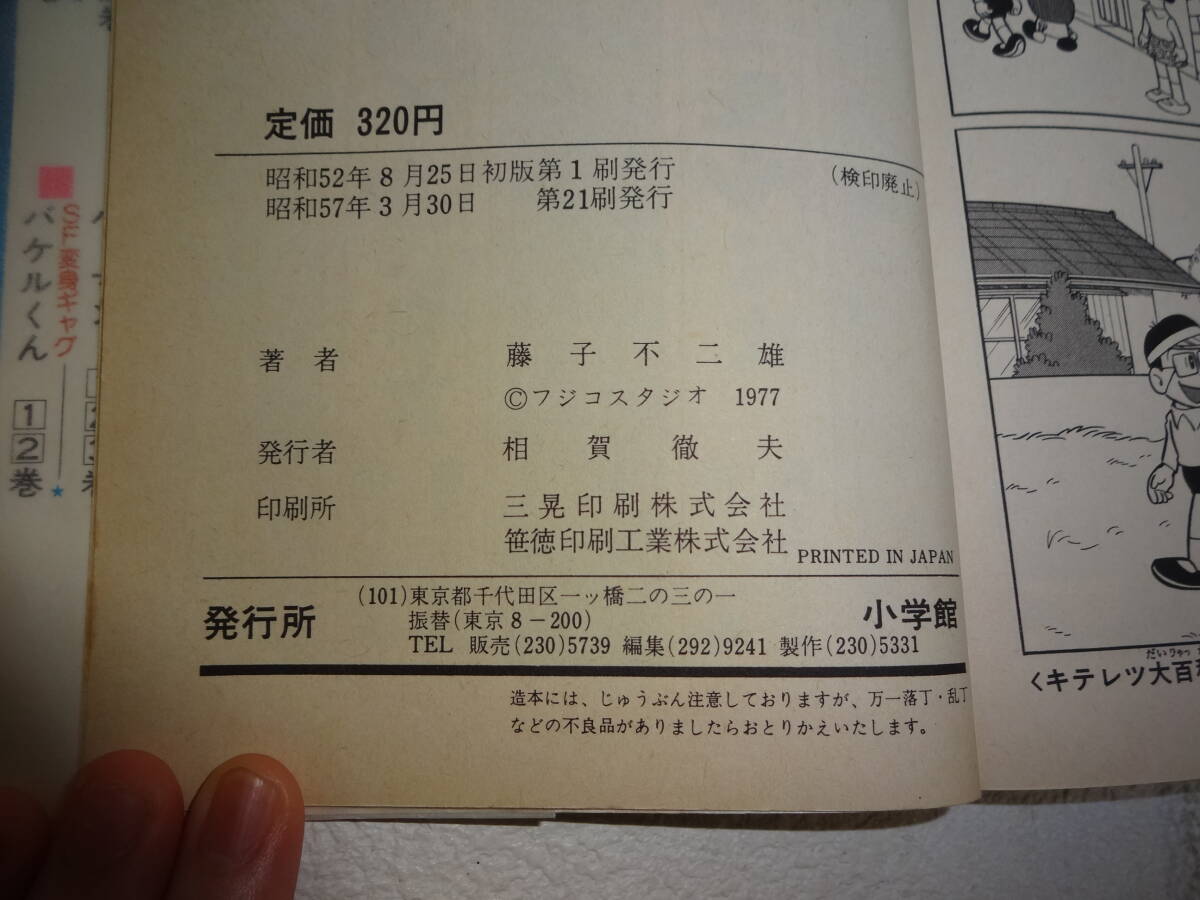 定価 320円
昭和52年8月25日初版第1刷発行
(検印廃止)
昭和57年3月30日 第21刷発行
著者 藤子不二雄
©フジコスタジオ 1977
発行者 相賀徹夫
印刷所 三晃印刷株式会社
笹徳印刷工業株式会社
PRINTED IN JAPAN
発行所
(101)東京都千代田区一ッ橋二の三の一
振替(東京8-200)
TEL 販売(230)5739 編集(292)9241 製作(230)5331
小学館
造本には、じゅうぶん注意しておりますが、万一落丁・乱丁
などの不良品がありましたらおとりかえいたします。
SF変身ギャグ
バケルくん 1 2 巻
<キテレツ大百
だいひゃっ